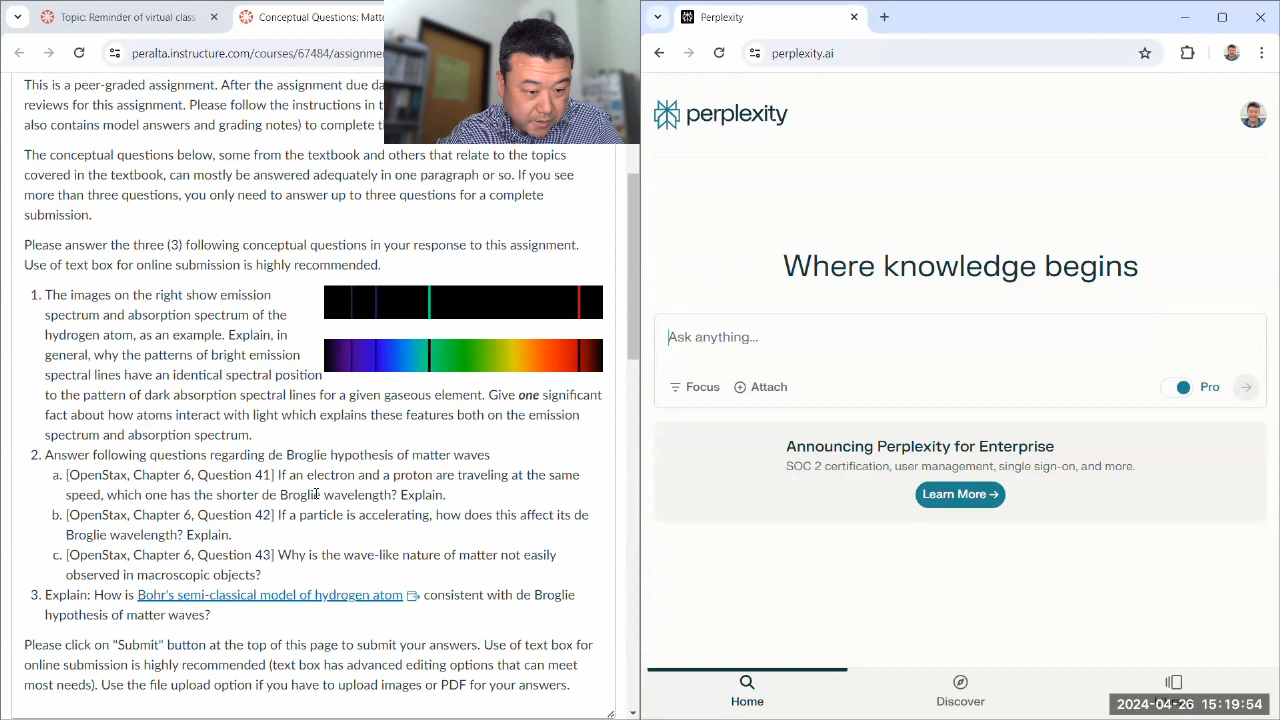 Topic: Reminder of virtual class
Conceptual Questions: Matte
Perplexity
peralta.instructure.com/courses/67484/assignme
perplexity.ai
This is a peer-graded assignment. After the assignment due da
reviews for this assignment. Please follow the instructions in t
also contains model answers and grading notes) to complete th
The conceptual questions below, some from the textbook and others that relate to the topics
covered in the textbook, can mostly be answered adequately in one paragraph or so. If you see
more than three questions, you only need to answer up to three questions for a complete
submission.
Please answer the three (3) following conceptual questions in your response to this assignment.
Use of text box for online submission is highly recommended.
1. The images on the right show emission
spectrum and absorption spectrum of the
hydrogen atom, as an example. Explain, in
general, why the patterns of bright emission
spectral lines have an identical spectral position
to the pattern of dark absorption spectral lines for a given gaseous element. Give one significant
fact about how atoms interact with light which explains these features both on the emission
spectrum and absorption spectrum.
2. Answer following questions regarding de Broglie hypothesis of matter waves
a. [OpenStax, Chapter 6, Question 41] If an electron and a proton are traveling at the same
speed, which one has the shorter de Broglie wavelength? Explain.
b. [OpenStax, Chapter 6, Question 42] If a particle is accelerating, how does this affect its de
Broglie wavelength? Explain.
c. [OpenStax, Chapter 6, Question 43] Why is the wave-like nature of matter not easily
observed in macroscopic objects?
3. Explain: How is Bohr's semi-classical model of hydrogen atom consistent with de Broglie
hypothesis of matter waves?
Please click on "Submit" button at the top of this page to submit your answers. Use of text box for
online submission is highly recommended (text box has advanced editing options that can meet
most needs). Use the file upload option if you have to upload images or PDF for your answers.
perplexity
Where knowledge begins
Ask anything...
Focus
Attach
Pro
Announcing Perplexity for Enterprise
SOC 2 certification, user management, single sign-on, and more.
Learn More →
Home
Discover
2024-04-26 15:19:54